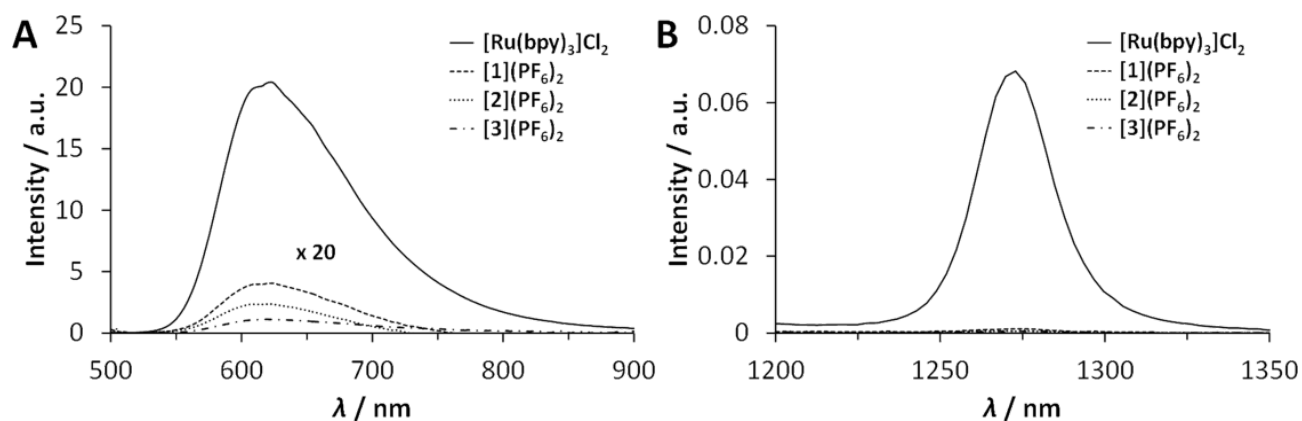 A
Intensity / a.u.
25
20
15
10
5
0
500 600 700 800 900
λ / nm
[Ru(bpy)₃]Cl₂
[1](PF₆)₂
[2](PF₆)₂
[3](PF₆)₂
x 20
B
Intensity / a.u.
0.08
0.06
0.04
0.02
0
1200 1250 1300 1350
λ / nm
[Ru(bpy)₃]Cl₂
[1](PF₆)₂
[2](PF₆)₂
[3](PF₆)₂